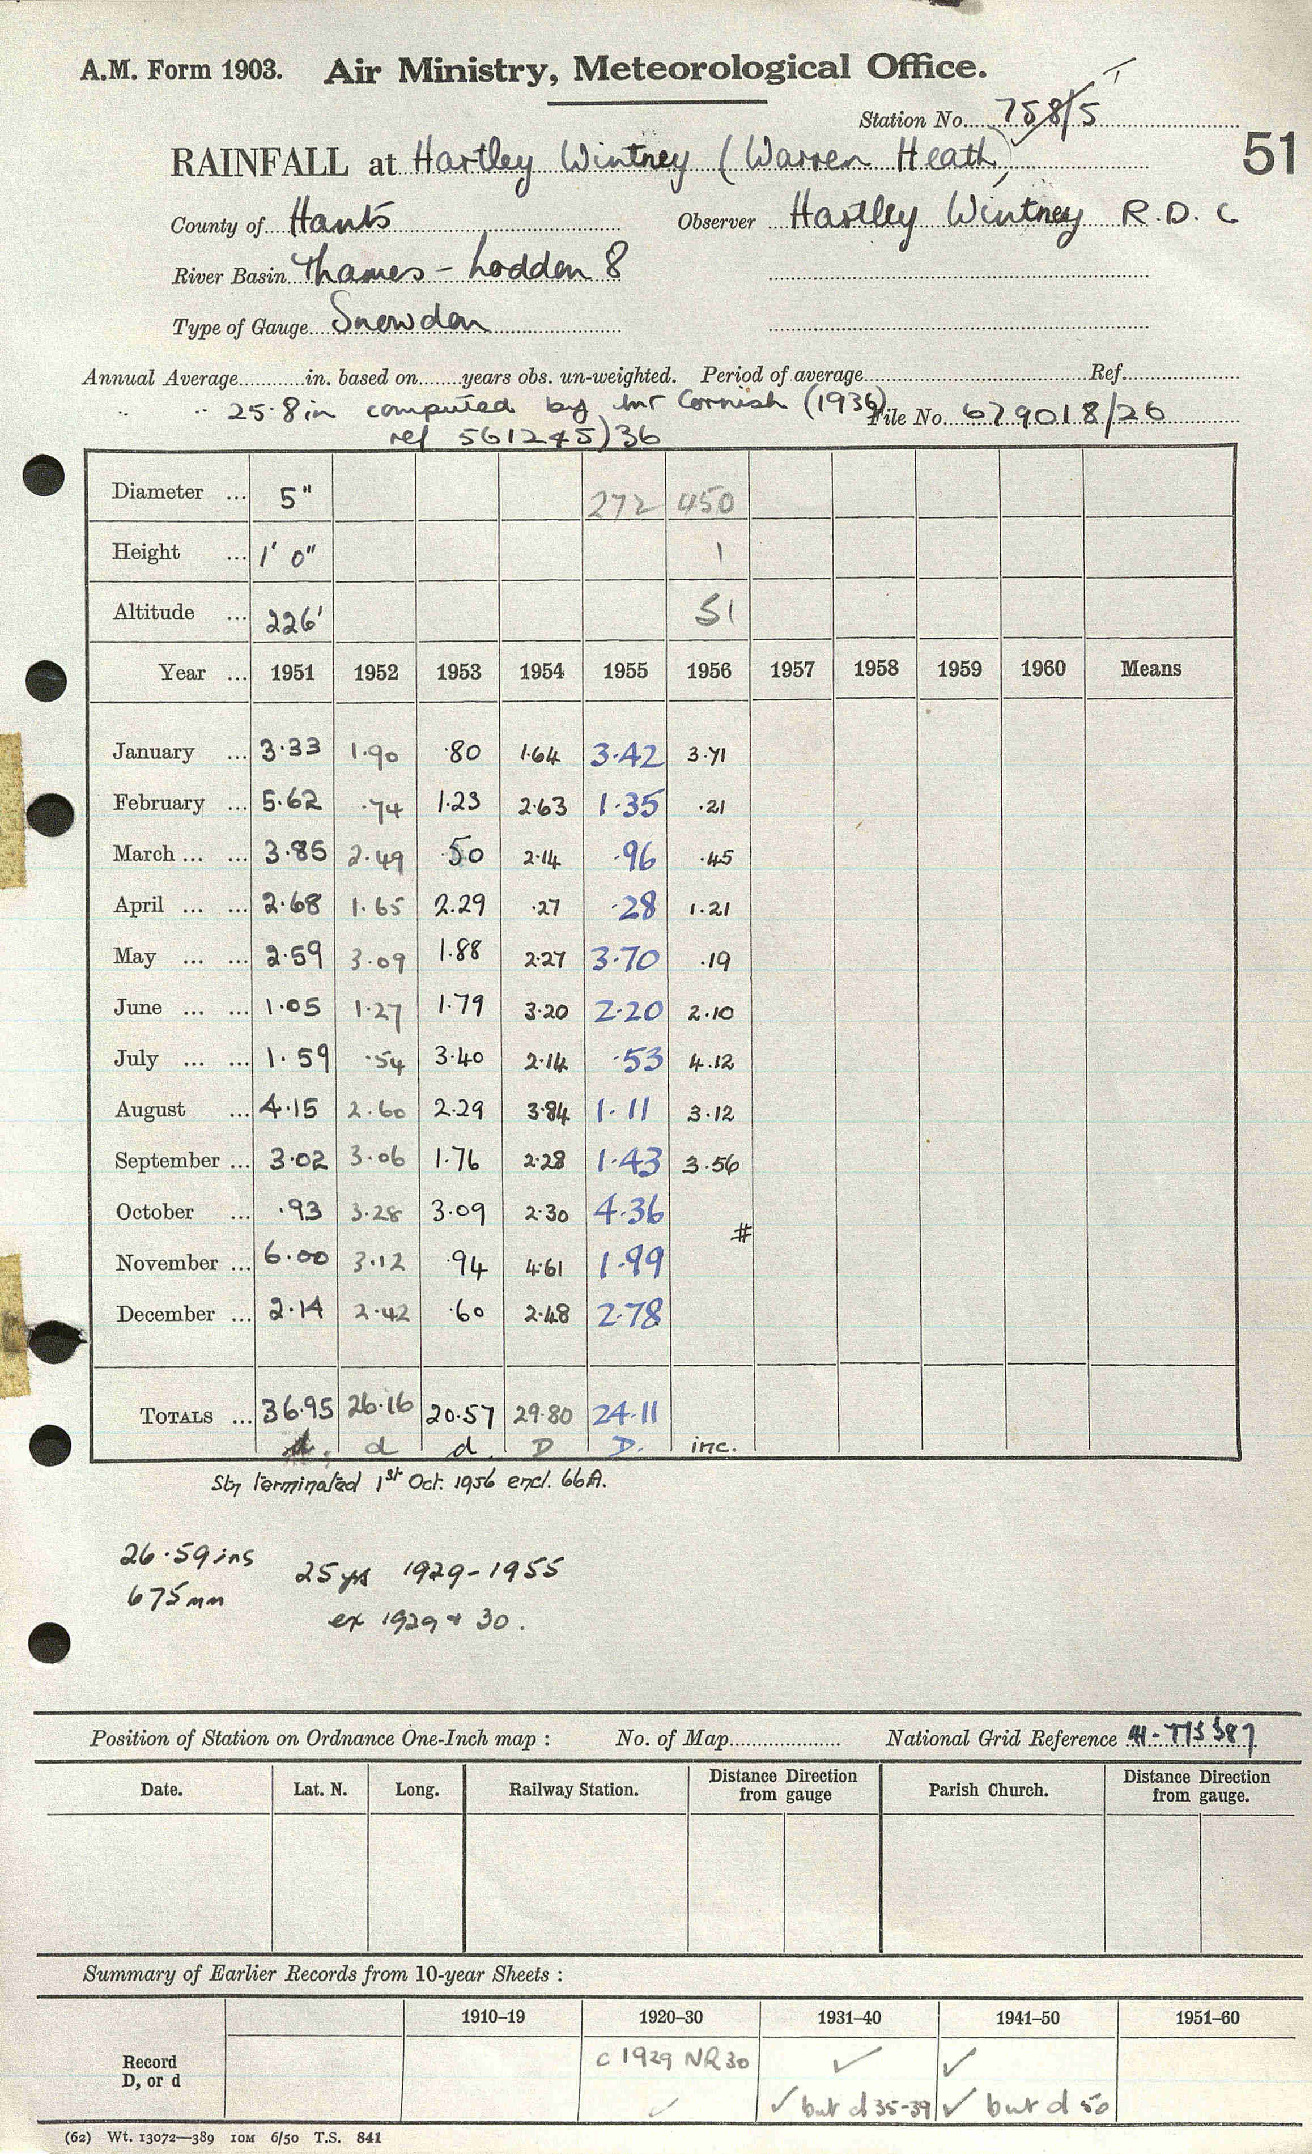 A.M. Form 1903. Air Ministry, Meteorological Office.
Station No. 758/5 T
RAINFALL at Hartley Wintney (Warren Heath)
51
County of Hants Observer Hartley Wintney R.D.C
River Basin Thames - Loddon 8
Type of Gauge Snowdon
Annual Average in. based on years obs. un-weighted. Period of average Ref.
" " 25.8 in computed by Mr Cornish (1936) File No. 679018/26
ref 561245)36
Diameter ... 5" 272 450
Height ... 1' 0" 1
Altitude ... 226' 51
Year ... 1951 1952 1953 1954 1955 1956 1957 1958 1959 1960 Means
January ... 3.33 1.90 .80 1.64 3.42 3.71
February ... 5.62 .74 1.23 2.63 1.35 .21
March ... ... 3.85 2.49 .50 2.14 .96 .45
April ... ... 2.68 1.65 2.29 .27 .28 1.21
May ... ... 2.59 3.09 1.88 2.27 3.70 .19
June ... ... 1.05 1.27 1.79 3.20 2.20 2.10
July ... ... 1.59 .54 3.40 2.14 .53 4.12
August ... 4.15 2.60 2.29 3.84 1.11 3.12
September ... 3.02 3.06 1.76 2.28 1.43 3.56
October ... .93 3.28 3.09 2.30 4.36
#
November ... 6.00 3.12 .94 4.61 1.99
December ... 2.14 2.42 .60 2.48 2.78
TOTALS ... 36.95 26.16 20.57 29.80 24.11
d. d d D D. inc.
Stn terminated 1st Oct. 1956 encl. 66A.
26.59 ins 25 yrs 1929-1955
675mm ex 1929 + 30.
Position of Station on Ordnance One-Inch map : No. of Map National Grid Reference 41-775587
Date. Lat. N. Long. Railway Station. Distance from gauge Direction Parish Church. Distance from gauge. Direction
Summary of Earlier Records from 10-year Sheets :
1910–19 1920–30 1931–40 1941–50 1951–60
Record D, or d c 1929 NR30 ✓ ✓
✓ ✓ but d 35-39 ✓ but d 50
(62) Wt. 13072—389 10M 6/50 T.S. 841